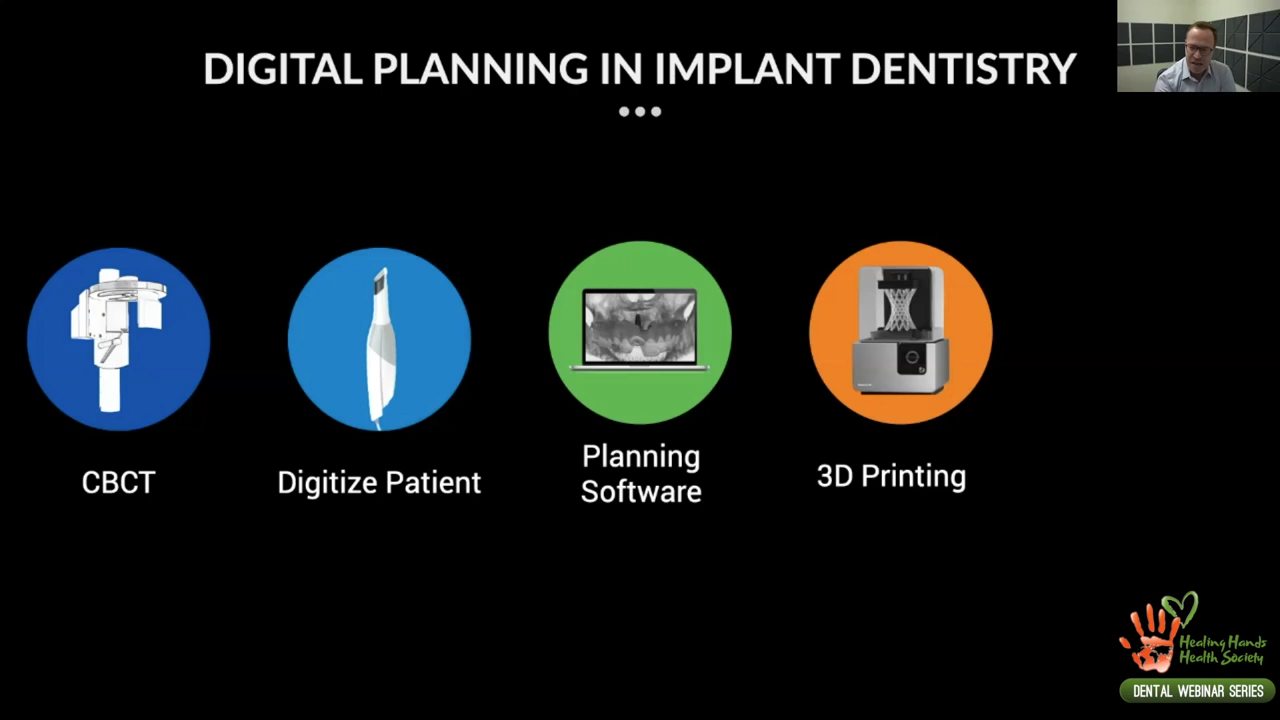 DIGITAL PLANNING IN IMPLANT DENTISTRY
CBCT
Digitize Patient
Planning
Software
3D Printing
Healing Hands
Health Society
DENTAL WEBINAR SERIES